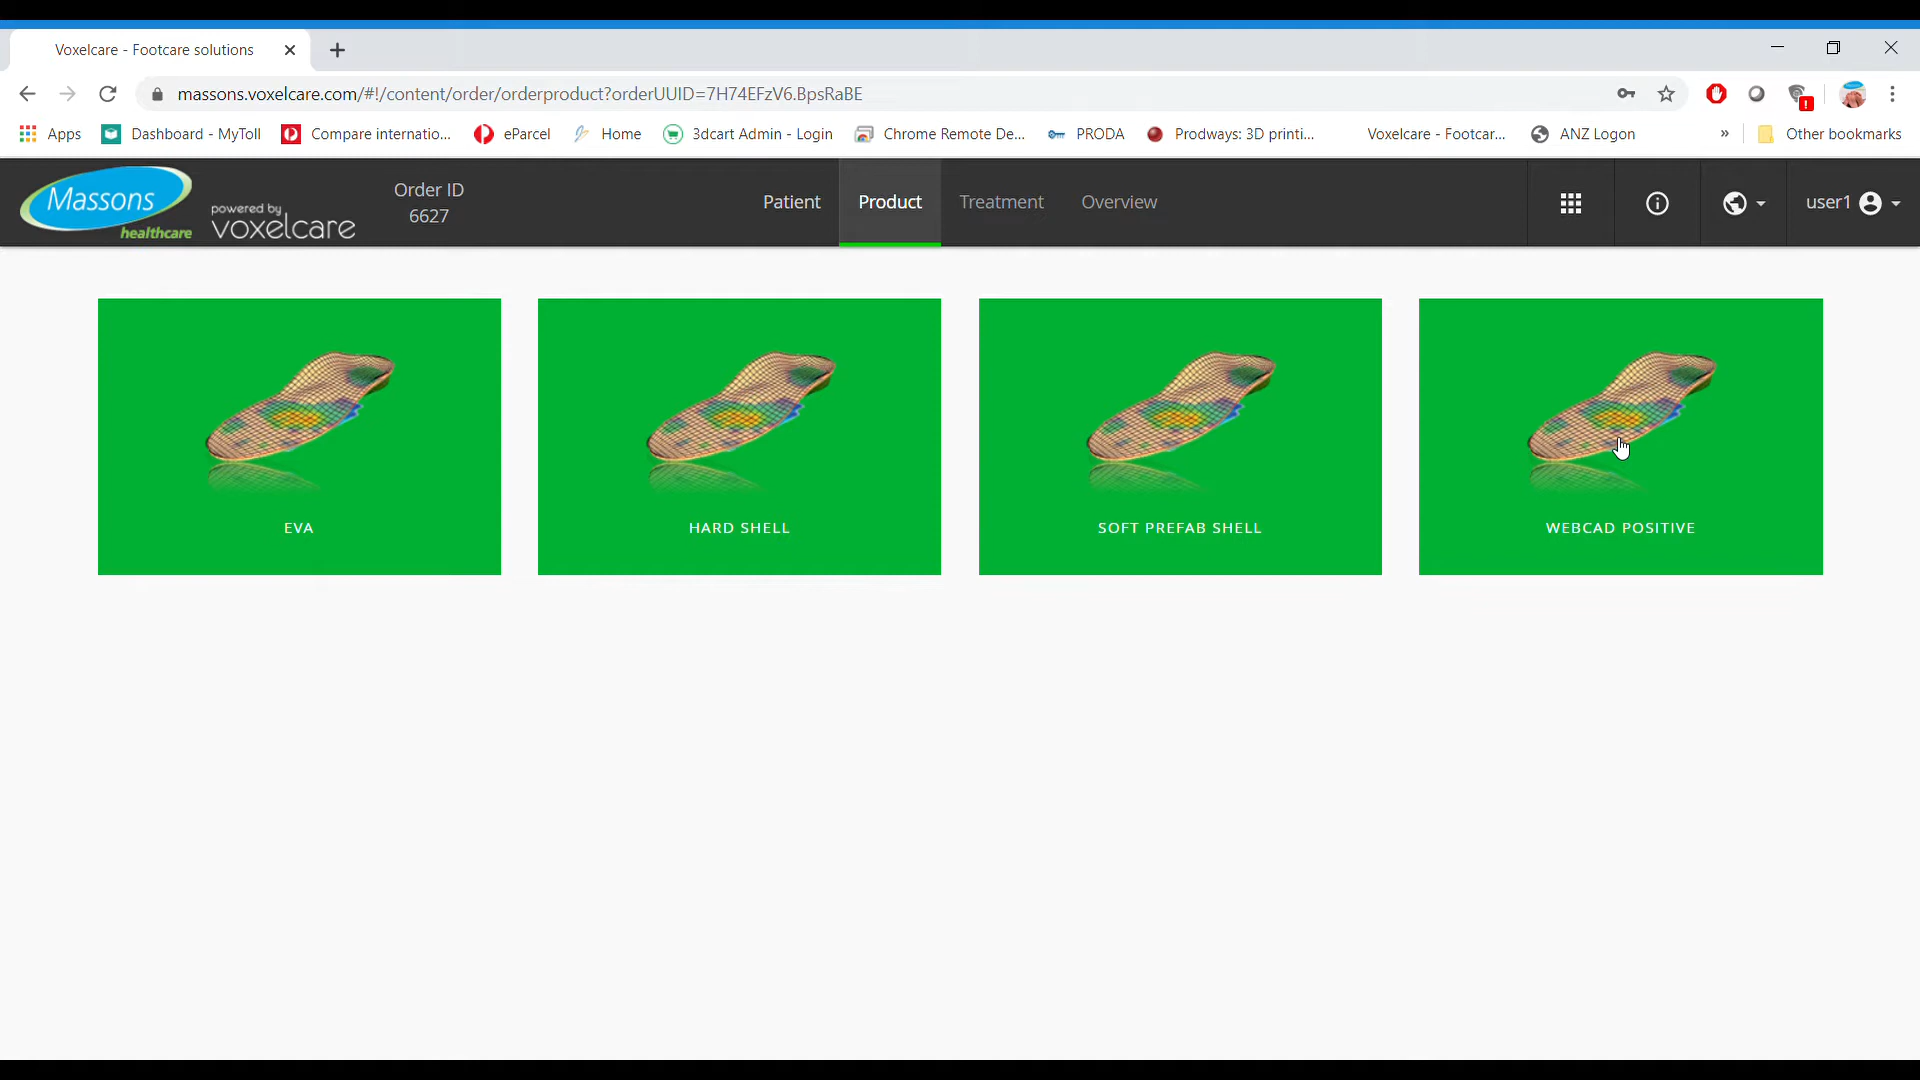 Voxelcare - Footcare solutions
massons.voxelcare.com/#!/content/order/orderproduct?orderUUID=7H74EFzV6.BpsRaBE
Apps Dashboard - MyToll Compare internatio... eParcel Home 3dcart Admin - Login Chrome Remote De... PRODA Prodways: 3D printi... Voxelcare - Footcar... ANZ Logon » Other bookmarks
Massons healthcare
powered by
voxelcare
Order ID
6627
Patient Product Treatment Overview
user1
EVA
HARD SHELL
SOFT PREFAB SHELL
WEBCAD POSITIVE